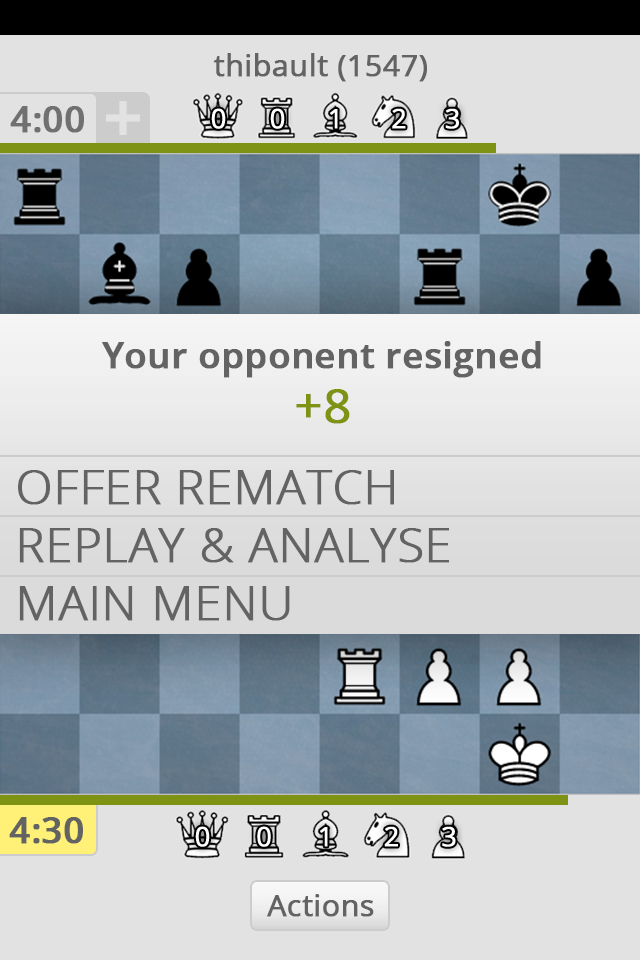 thibault (1547)
4:00 + 0 0 1 2 3
Your opponent resigned
+8
OFFER REMATCH
REPLAY & ANALYSE
MAIN MENU
4:30 0 0 1 2 3
Actions